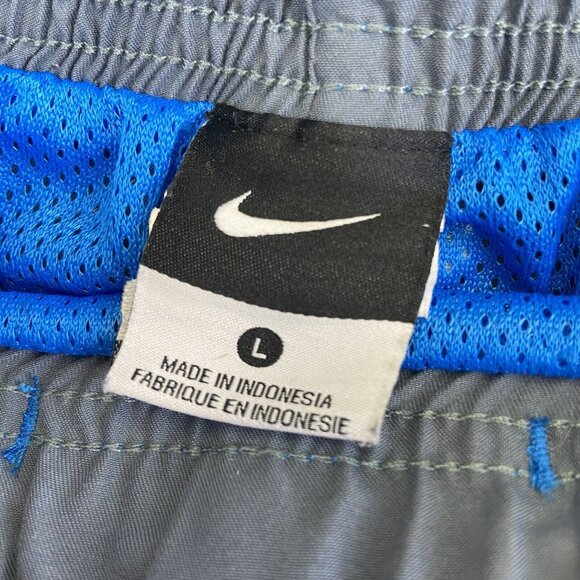 L
MADE IN INDONESIA
FABRIQUE EN INDONESIE